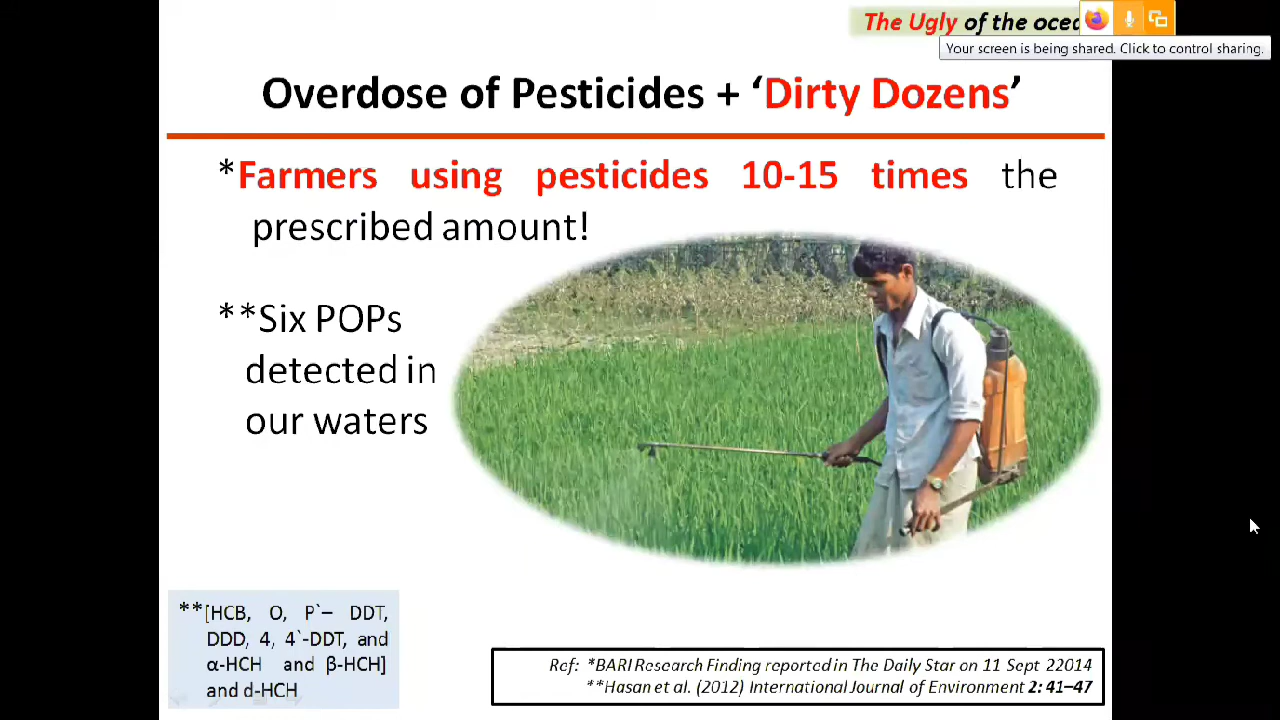 The Ugly of the ocea
Your screen is being shared. Click to control sharing.
Overdose of Pesticides + ‘Dirty Dozens’
*Farmers using pesticides 10-15 times the
prescribed amount!
**Six POPs
detected in
our waters
**[HCB, O, P`– DDT,
DDD, 4, 4`-DDT, and
α-HCH and β-HCH]
and d-HCH
Ref: *BARI Research Finding reported in The Daily Star on 11 Sept 22014
**Hasan et al. (2012) International Journal of Environment 2: 41–47